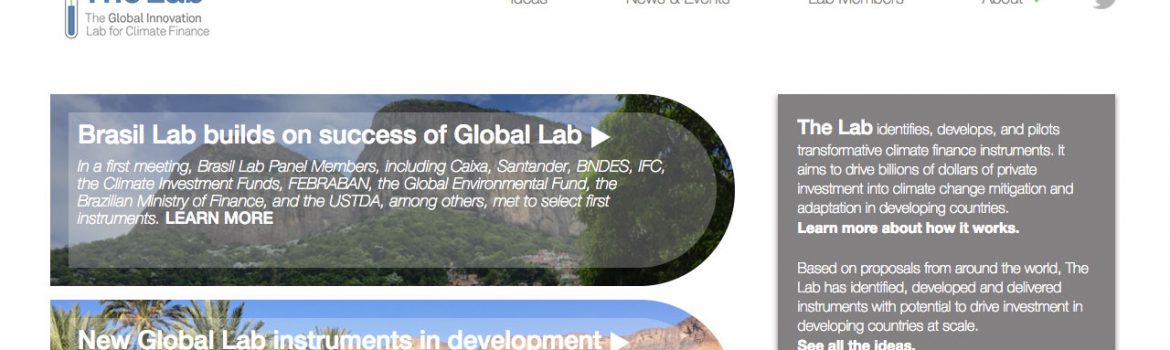 The Lab
The Global Innovation
Lab for Climate Finance
Ideas
News & Events
Lab Members
About
Brasil Lab builds on success of Global Lab
In a first meeting, Brasil Lab Panel Members, including Caixa, Santander, BNDES, IFC,
the Climate Investment Funds, FEBRABAN, the Global Environmental Fund, the
Brazilian Ministry of Finance, and the USTDA, among others, met to select first
instruments. LEARN MORE
New Global Lab instruments in development
The Lab identifies, develops, and pilots
transformative climate finance instruments. It
aims to drive billions of dollars of private
investment into climate change mitigation and
adaptation in developing countries.
Learn more about how it works.
Based on proposals from around the world, The
Lab has identified, developed and delivered
instruments with potential to drive investment in
developing countries at scale.
See all the ideas.